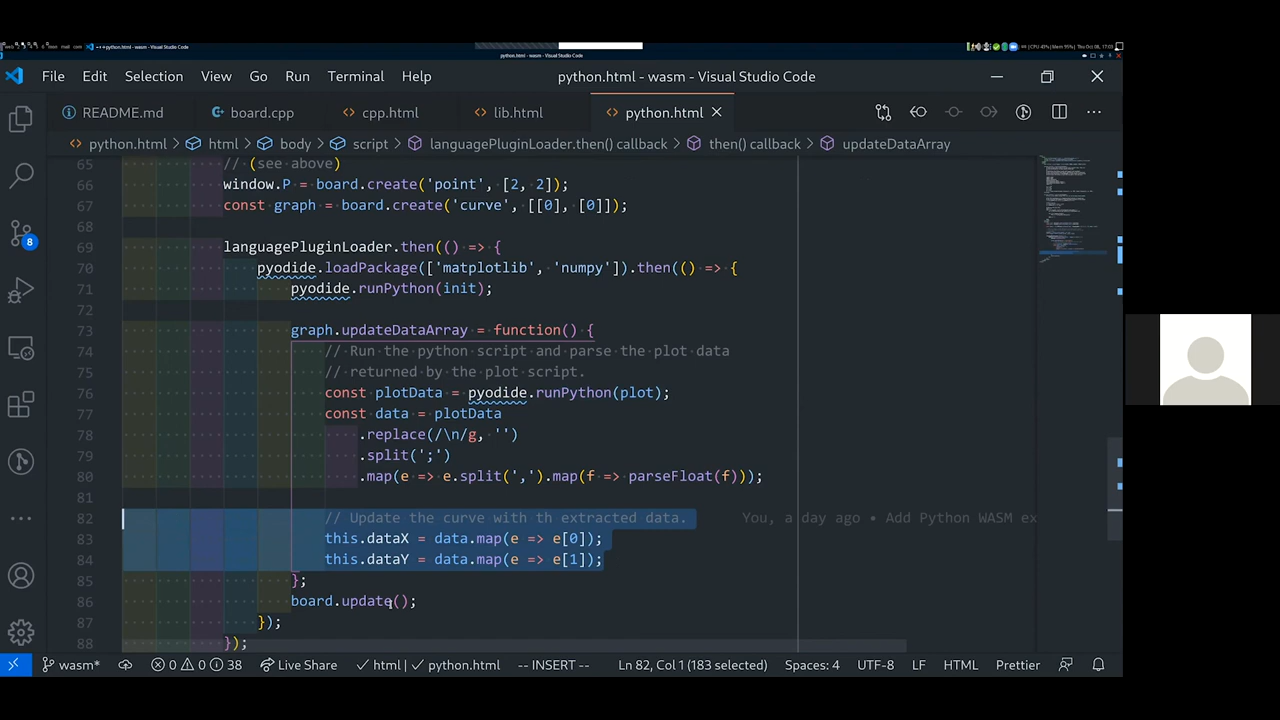 python.html - wasm - Visual Studio Code
File Edit Selection View Go Run Terminal Help
python.html - wasm - Visual Studio Code
README.md board.cpp cpp.html lib.html python.html
python.html > html > body > script > languagePluginLoader.then() callback > then() callback > updateDataArray
65 // (see above)
66 window.P = board.create('point', [2, 2]);
67 const graph = board.create('curve', [[0], [0]]);
68
69 languagePluginLoader.then(() => {
70 pyodide.loadPackage(['matplotlib', 'numpy']).then(() => {
71 pyodide.runPython(init);
72
73 graph.updateDataArray = function() {
74 // Run the python script and parse the plot data
75 // returned by the plot script.
76 const plotData = pyodide.runPython(plot);
77 const data = plotData
78 .replace(/\n/g, '')
79 .split(';')
80 .map(e => e.split(',').map(f => parseFloat(f)));
81
82 // Update the curve with th extracted data. You, a day ago • Add Python WASM ex
83 this.dataX = data.map(e => e[0]);
84 this.dataY = data.map(e => e[1]);
85 };
86 board.update();
87 });
88 });
8
wasm* 0 0 38 Live Share html python.html -- INSERT -- Ln 82, Col 1 (183 selected) Spaces: 4 UTF-8 LF HTML Prettier